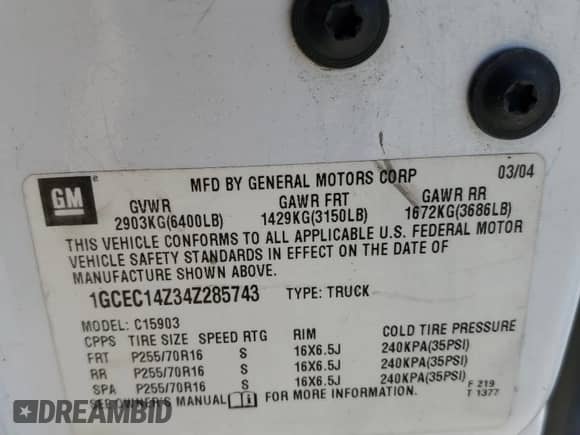 GM ®
MFD BY GENERAL MOTORS CORP 03/04
GVWR GAWR FRT GAWR RR
2903KG(6400LB) 1429KG(3150LB) 1672KG(3686LB)
THIS VEHICLE CONFORMS TO ALL APPLICABLE U.S. FEDERAL MOTOR
VEHICLE SAFETY STANDARDS IN EFFECT ON THE DATE OF
MANUFACTURE SHOWN ABOVE.
1GCEC14Z34Z285743 TYPE: TRUCK
MODEL: C15903
CPPS TIRE SIZE SPEED RTG RIM COLD TIRE PRESSURE
FRT P255/70R16 S 16X6.5J 240KPA(35PSI)
RR P255/70R16 S 16X6.5J 240KPA(35PSI)
SPA P255/70R16 S 16X6.5J 240KPA(35PSI)
SEE OWNER'S MANUAL FOR MORE INFORMATION. F 219
T 1377
DREAMBID